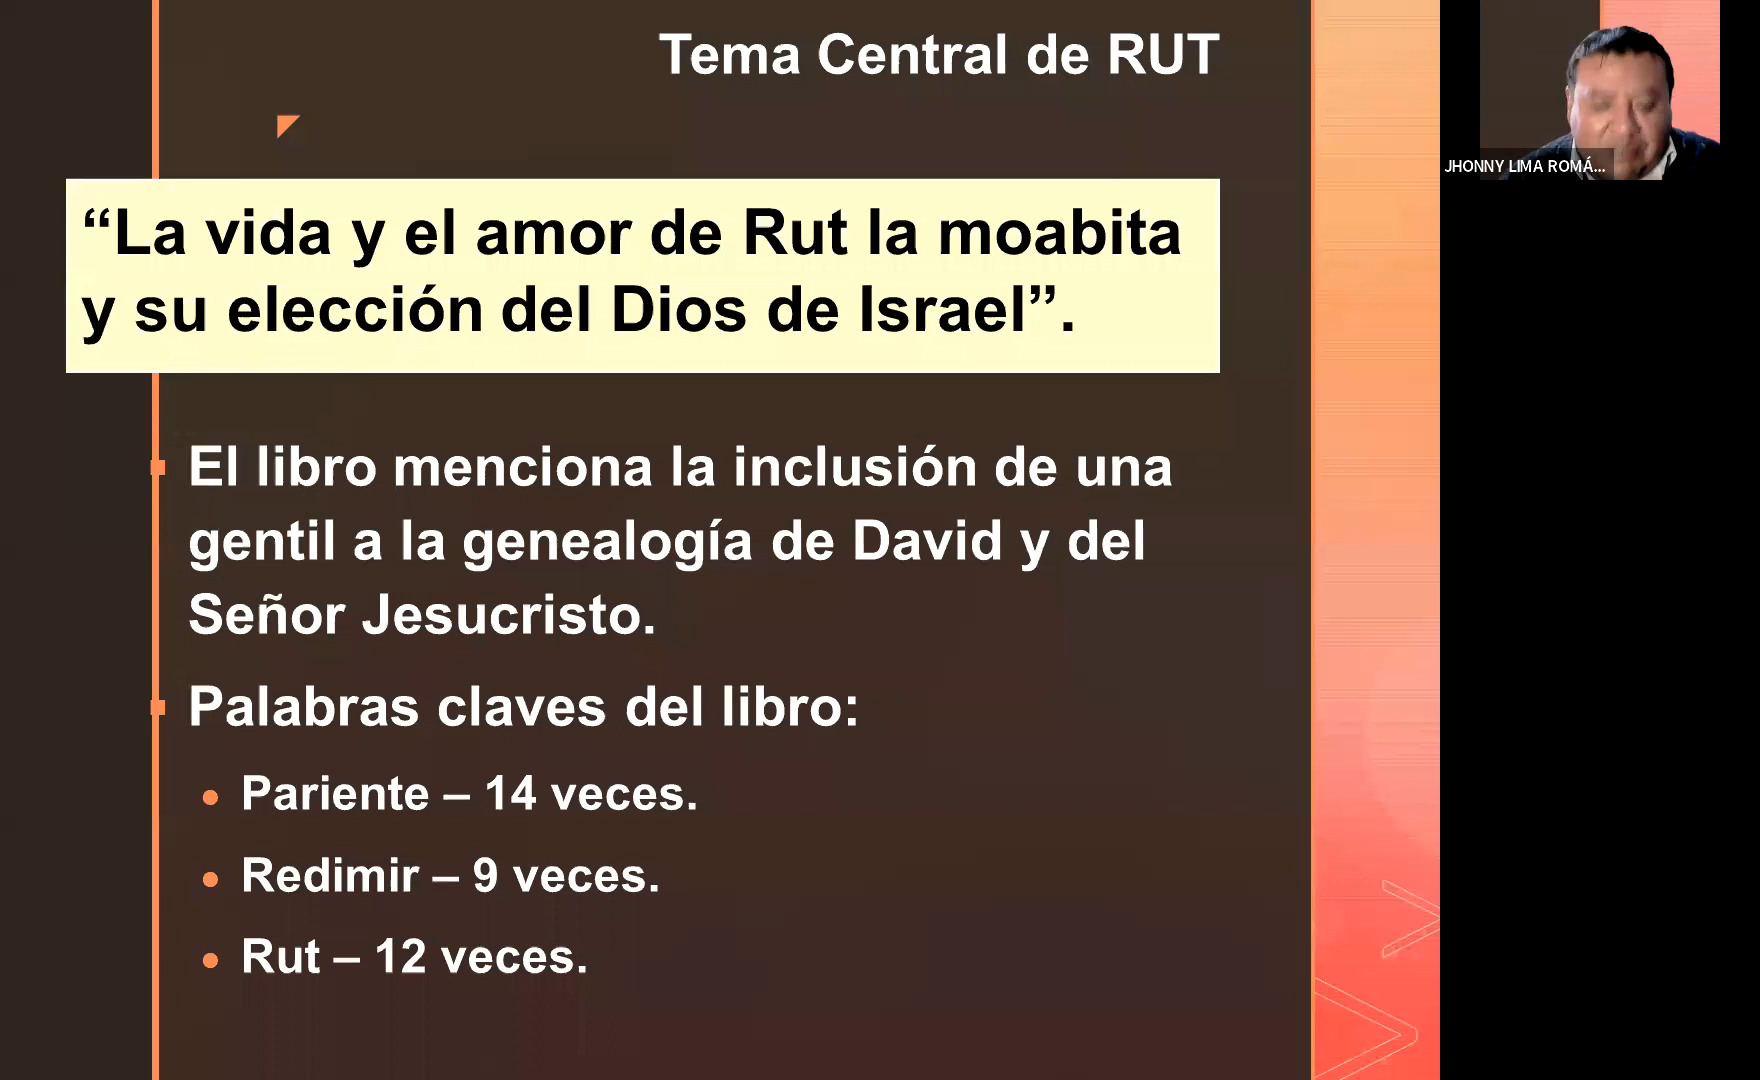 Tema Central de RUT
“La vida y el amor de Rut la moabita
y su elección del Dios de Israel”.
El libro menciona la inclusión de una
gentil a la genealogía de David y del
Señor Jesucristo.
Palabras claves del libro:
Pariente – 14 veces.
Redimir – 9 veces.
Rut – 12 veces.
JHONNY LIMA ROMÁ...